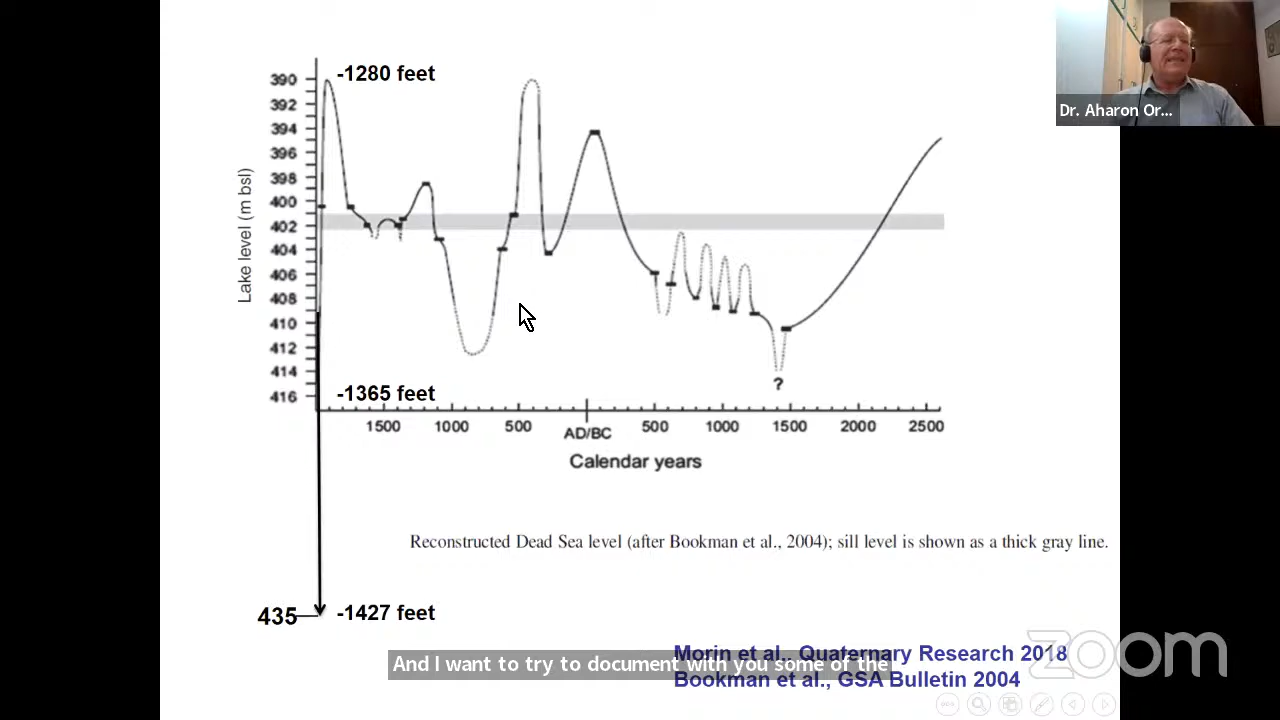 Dr. Aharon Or...
-1280 feet
390
392
394
396
398
400
402
404
406
408
410
412
414
416
Lake level (m bsl)
-1365 feet
?
1500 1000 500 AD/BC 500 1000 1500 2000 2500
Calendar years
Reconstructed Dead Sea level (after Bookman et al., 2004); sill level is shown as a thick gray line.
435
-1427 feet
Morin et al., Quaternary Research 2018
And I want to try to document with you some of the
Bookman et al., GSA Bulletin 2004
zoom